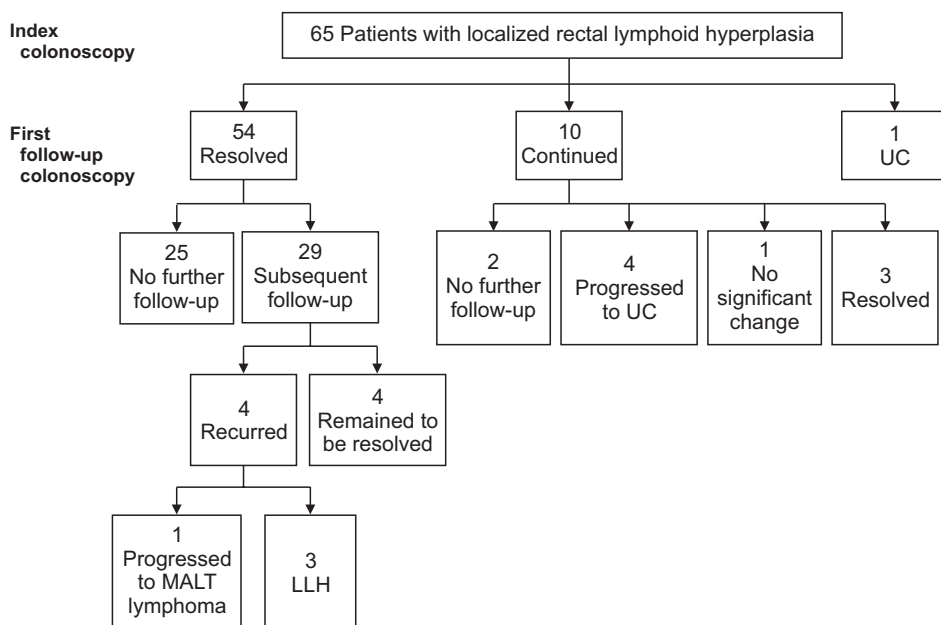 Index
colonoscopy
65 Patients with localized rectal lymphoid hyperplasia
First
follow-up
colonoscopy
54
Resolved
10
Continued
1
UC
25
No further
follow-up
29
Subsequent
follow-up
2
No further
follow-up
4
Progressed
to UC
1
No
significant
change
3
Resolved
4
Recurred
4
Remained to
be resolved
1
Progressed
to MALT
lymphoma
3
LLH